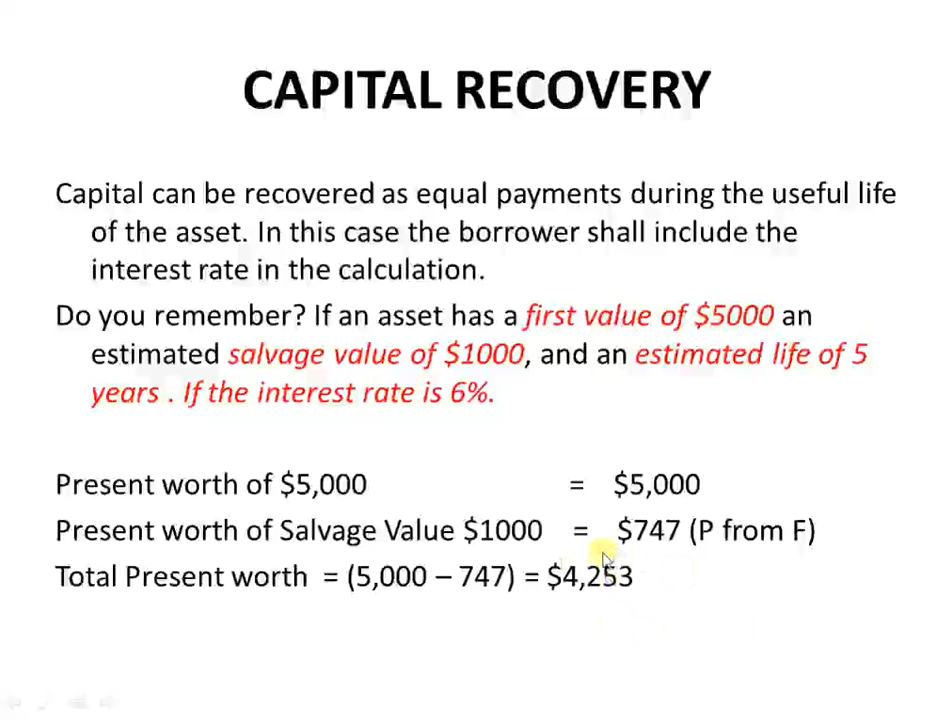 CAPITAL RECOVERY
Capital can be recovered as equal payments during the useful life
of the asset. In this case the borrower shall include the
interest rate in the calculation.
Do you remember? If an asset has a first value of $5000 an
estimated salvage value of $1000, and an estimated life of 5
years . If the interest rate is 6%.
Present worth of $5,000 = $5,000
Present worth of Salvage Value $1000 = $747 (P from F)
Total Present worth = (5,000 – 747) = $4,253